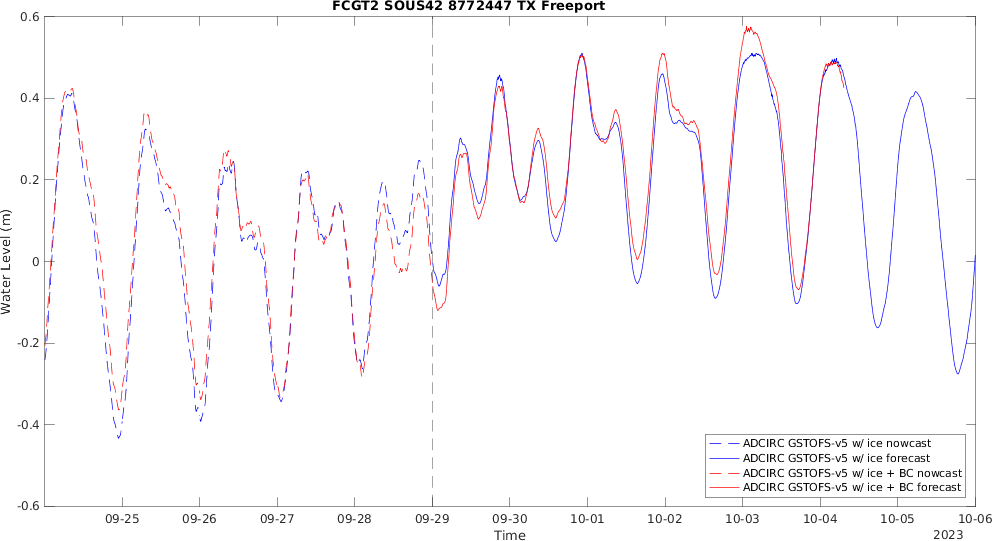 FCGT2 SOUS42 8772447 TX Freeport
0.6
0.4
0.2
0
-0.2
-0.4
-0.6
Water Level (m)
ADCIRC GSTOFS-v5 w/ ice nowcast
ADCIRC GSTOFS-v5 w/ ice forecast
ADCIRC GSTOFS-v5 w/ ice + BC nowcast
ADCIRC GSTOFS-v5 w/ ice + BC forecast
09-25 09-26 09-27 09-28 09-29 09-30 10-01 10-02 10-03 10-04 10-05 10-06
Time 2023